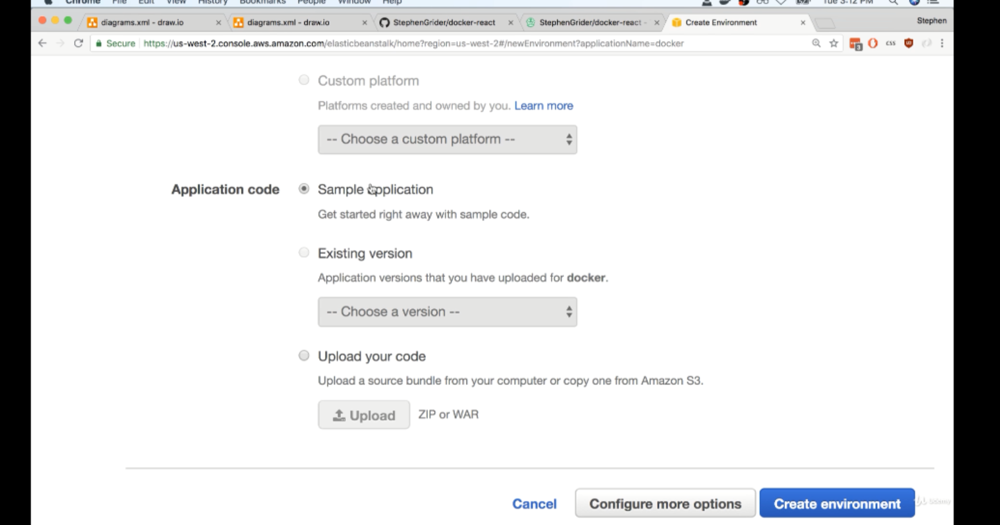 Chrome File Edit View History Bookmarks People Window Help Tue 3:12 PM
diagrams.xml - draw.io × diagrams.xml - draw.io × StephenGrider/docker-react × StephenGrider/docker-react - × Create Environment × Stephen
Secure https://us-west-2.console.aws.amazon.com/elasticbeanstalk/home?region=us-west-2#/newEnvironment?applicationName=docker
3 css
Custom platform
Platforms created and owned by you. Learn more
-- Choose a custom platform --
Application code Sample application
Get started right away with sample code.
Existing version
Application versions that you have uploaded for docker.
-- Choose a version --
Upload your code
Upload a source bundle from your computer or copy one from Amazon S3.
Upload ZIP or WAR
Cancel Configure more options Create environment
Udemy